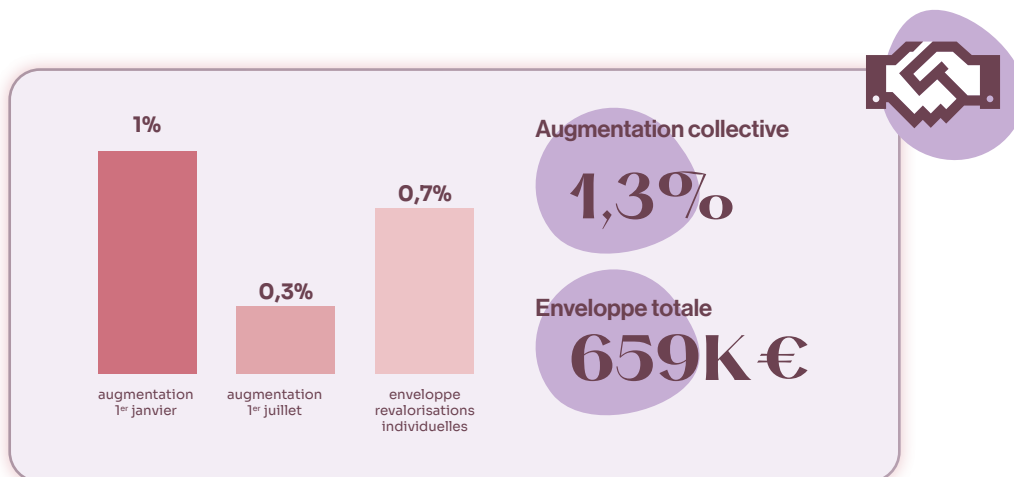 1%
0,7%
0,3%
augmentation
1er janvier
augmentation
1er juillet
enveloppe
revalorisations
individuelles
Augmentation collective
1,3%
Enveloppe totale
659K€